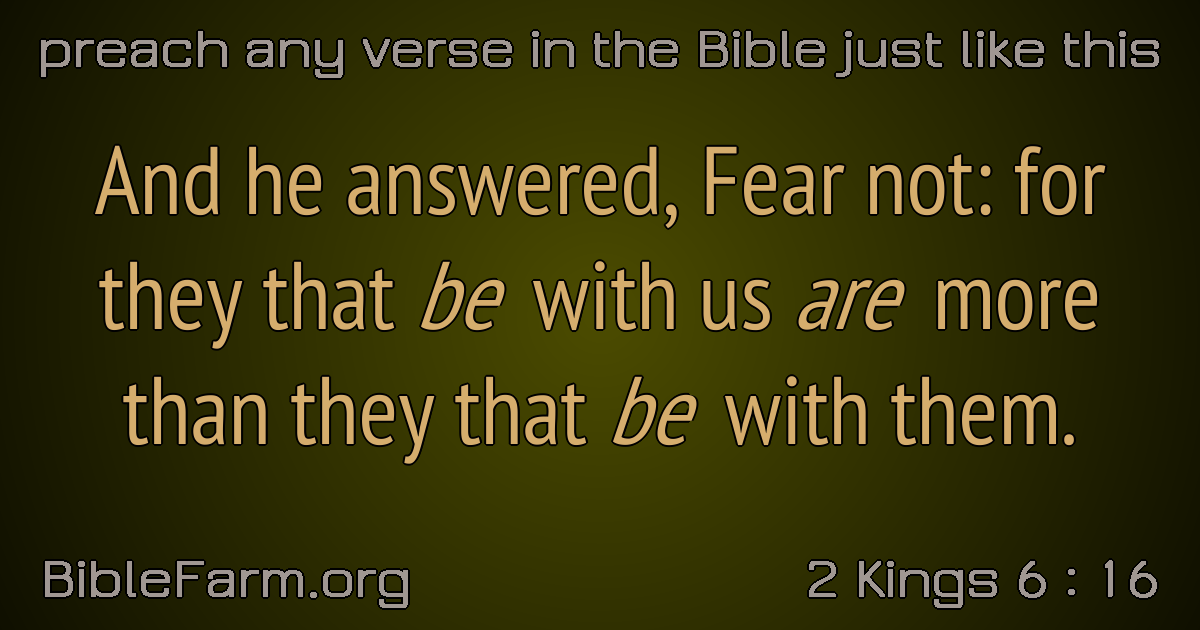 preach any verse in the Bible just like this
And he answered, Fear not: for
they that be with us are more
than they that be with them.
BibleFarm.org
2 Kings 6 : 16